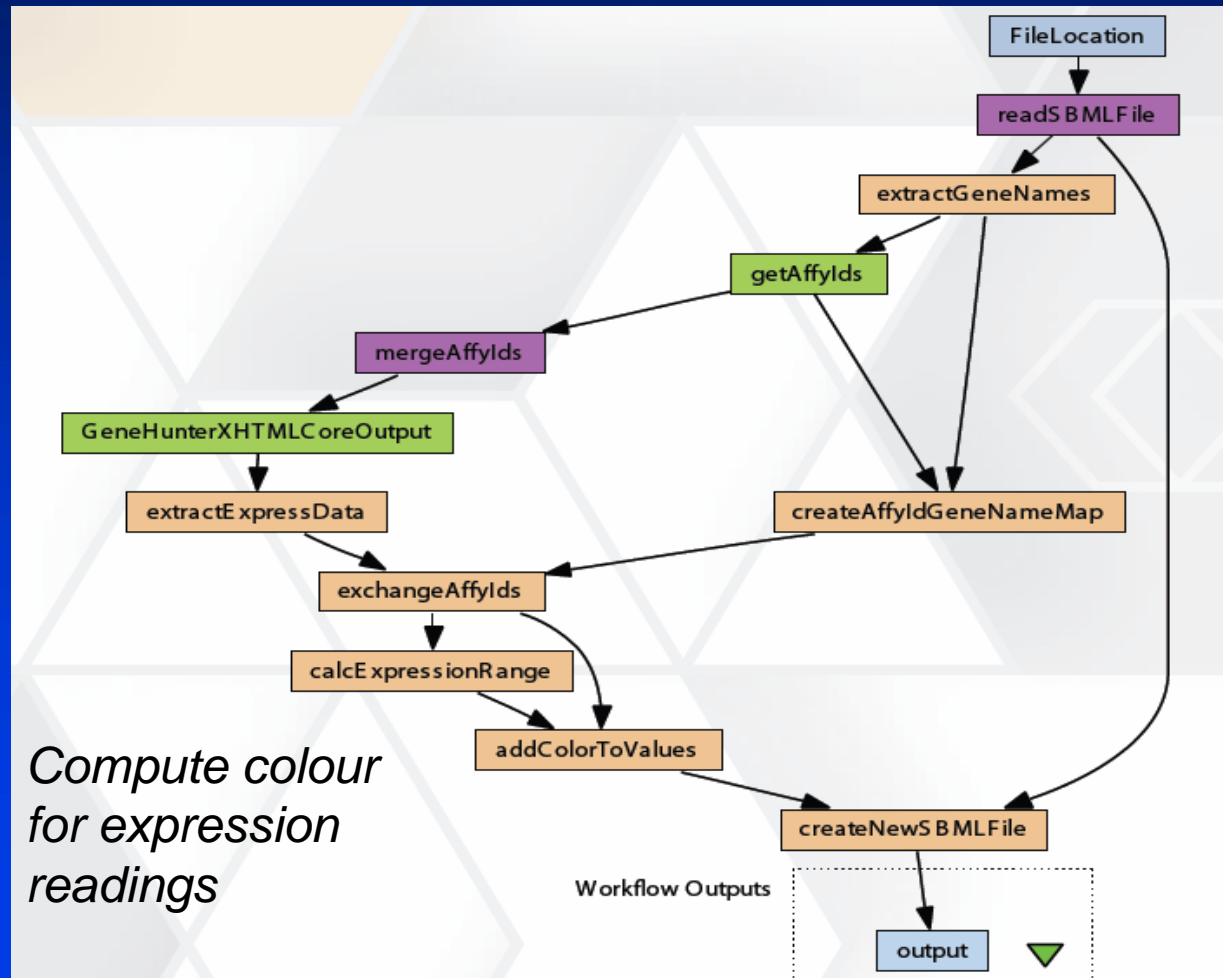 FileLocation
readSBMLFile
extractGeneNames
getAffyIds
mergeAffyIds
GeneHunterXHTMLCoreOutput
extractExpressData
createAffyIdGeneNameMap
exchangeAffyIds
calcExpressionRange
addColorToValues
Compute colour
for expression
readings
createNewSBMLFile
Workflow Outputs
output